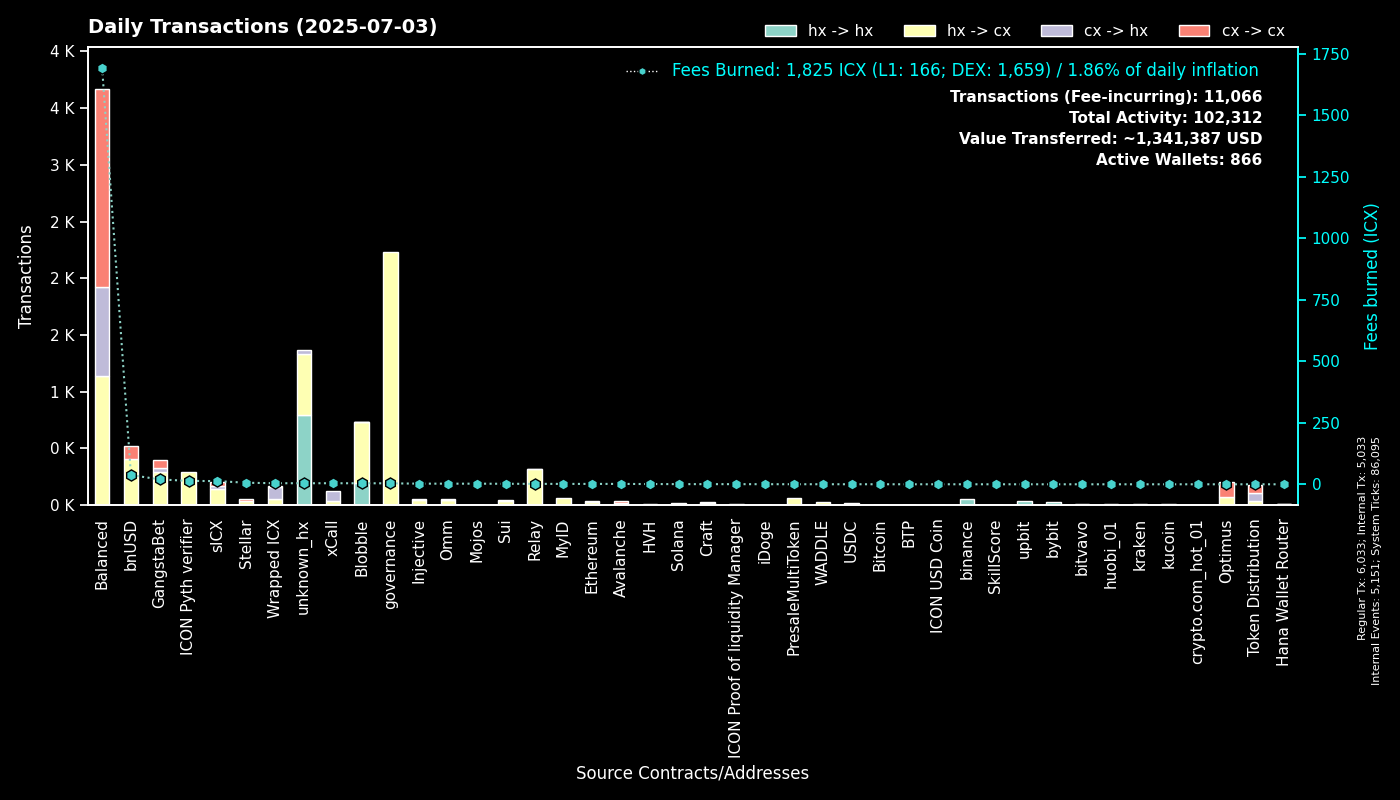 Daily Transactions (2025-07-03)
hx -> hx
hx -> cx
cx -> hx
cx -> cx
Fees Burned: 1,825 ICX (L1: 166; DEX: 1,659) / 1.86% of daily inflation
Transactions (Fee-incurring): 11,066
Total Activity: 102,312
Value Transferred: ~1,341,387 USD
Active Wallets: 866
Transactions
4 K
4 K
3 K
2 K
2 K
2 K
1 K
0 K
0 K
1750
1500
1250
1000
750
500
250
0
Fees burned (ICX)
Balanced
bnUSD
GangstaBet
ICON Pyth verifier
sICX
Stellar
Wrapped ICX
unknown_hx
xCall
Blobble
governance
Injective
Omm
Mojos
Sui
Relay
MyID
Ethereum
Avalanche
HVH
Solana
Craft
ICON Proof of liquidity Manager
iDoge
PresaleMultiToken
WADDLE
USDC
Bitcoin
BTP
ICON USD Coin
binance
SkillScore
upbit
bybit
bitvavo
huobi_01
kraken
kucoin
crypto.com_hot_01
Optimus
Token Distribution
Hana Wallet Router
Source Contracts/Addresses
Regular Tx: 6,033; Internal Tx: 5,033
Internal Events: 5,151; System Ticks: 86,095